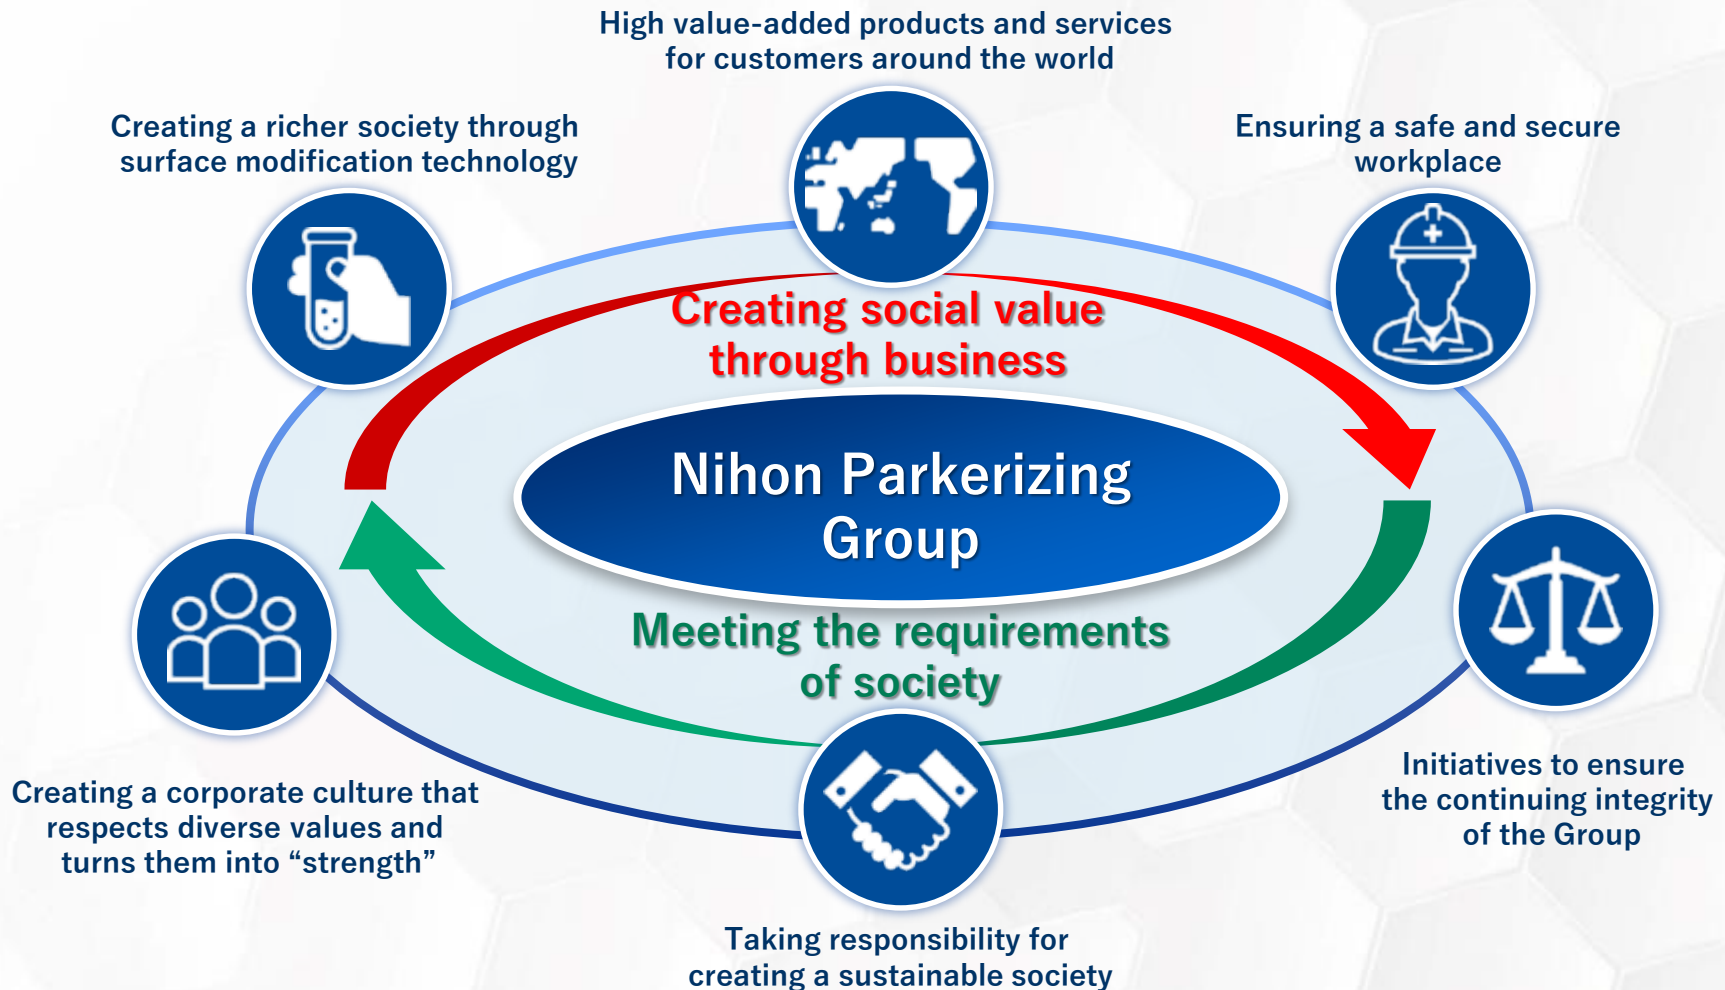 High value-added products and services
for customers around the world
Creating a richer society through
surface modification technology
Ensuring a safe and secure
workplace
Creating social value
through business
Nihon Parkerizing
Group
Meeting the requirements
of society
Creating a corporate culture that
respects diverse values and
turns them into “strength”
Initiatives to ensure
the continuing integrity
of the Group
Taking responsibility for
creating a sustainable society